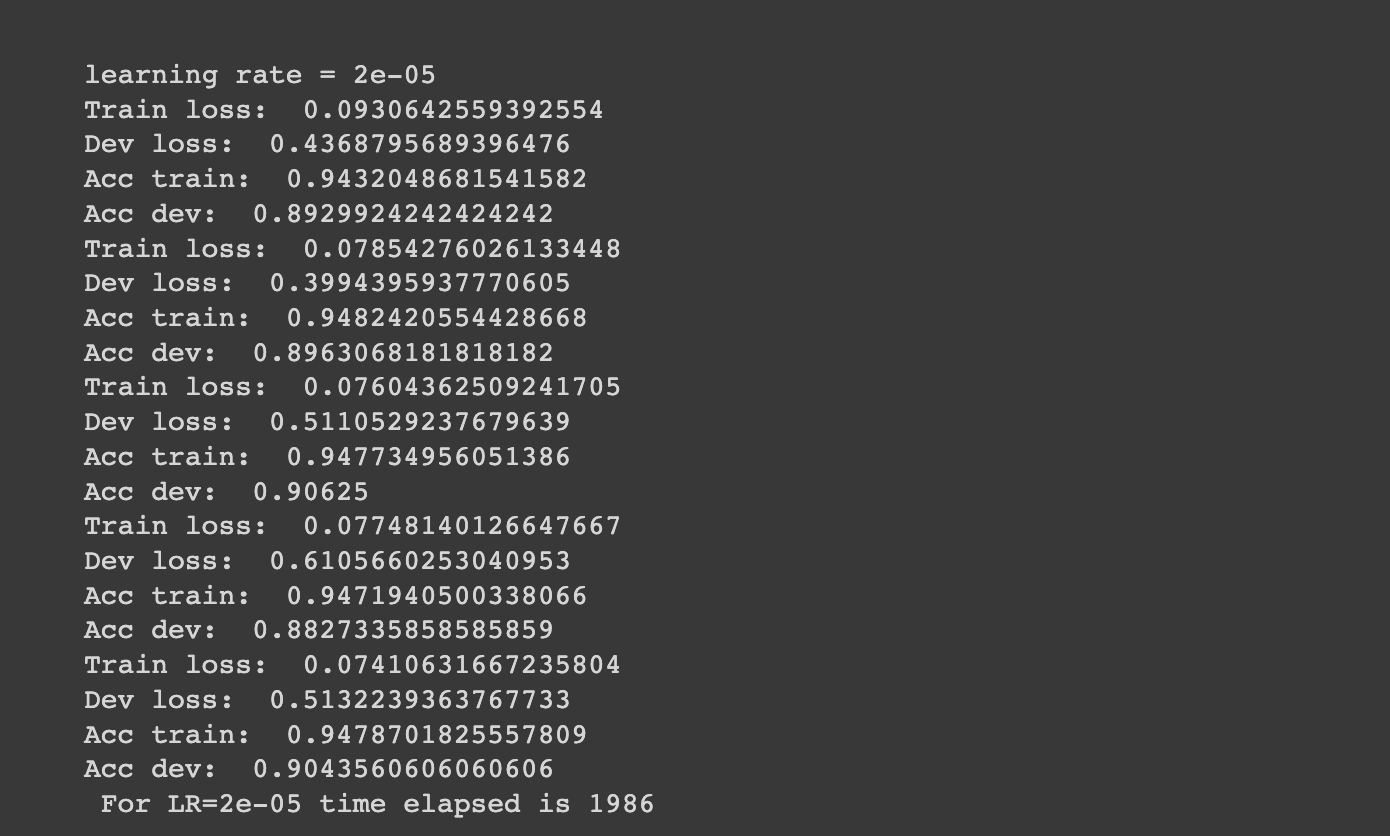 learning rate = 2e-05
Train loss:  0.0930642559392554
Dev loss:  0.4368795689396476
Acc train:  0.9432048681541582
Acc dev:  0.8929924242424242
Train loss:  0.07854276026133448
Dev loss:  0.3994395937770605
Acc train:  0.9482420554428668
Acc dev:  0.8963068181818182
Train loss:  0.07604362509241705
Dev loss:  0.5110529237679639
Acc train:  0.947734956051386
Acc dev:  0.90625
Train loss:  0.07748140126647667
Dev loss:  0.6105660253040953
Acc train:  0.9471940500338066
Acc dev:  0.8827335858585859
Train loss:  0.07410631667235804
Dev loss:  0.5132239363767733
Acc train:  0.9478701825557809
Acc dev:  0.9043560606060606
 For LR=2e-05 time elapsed is 1986